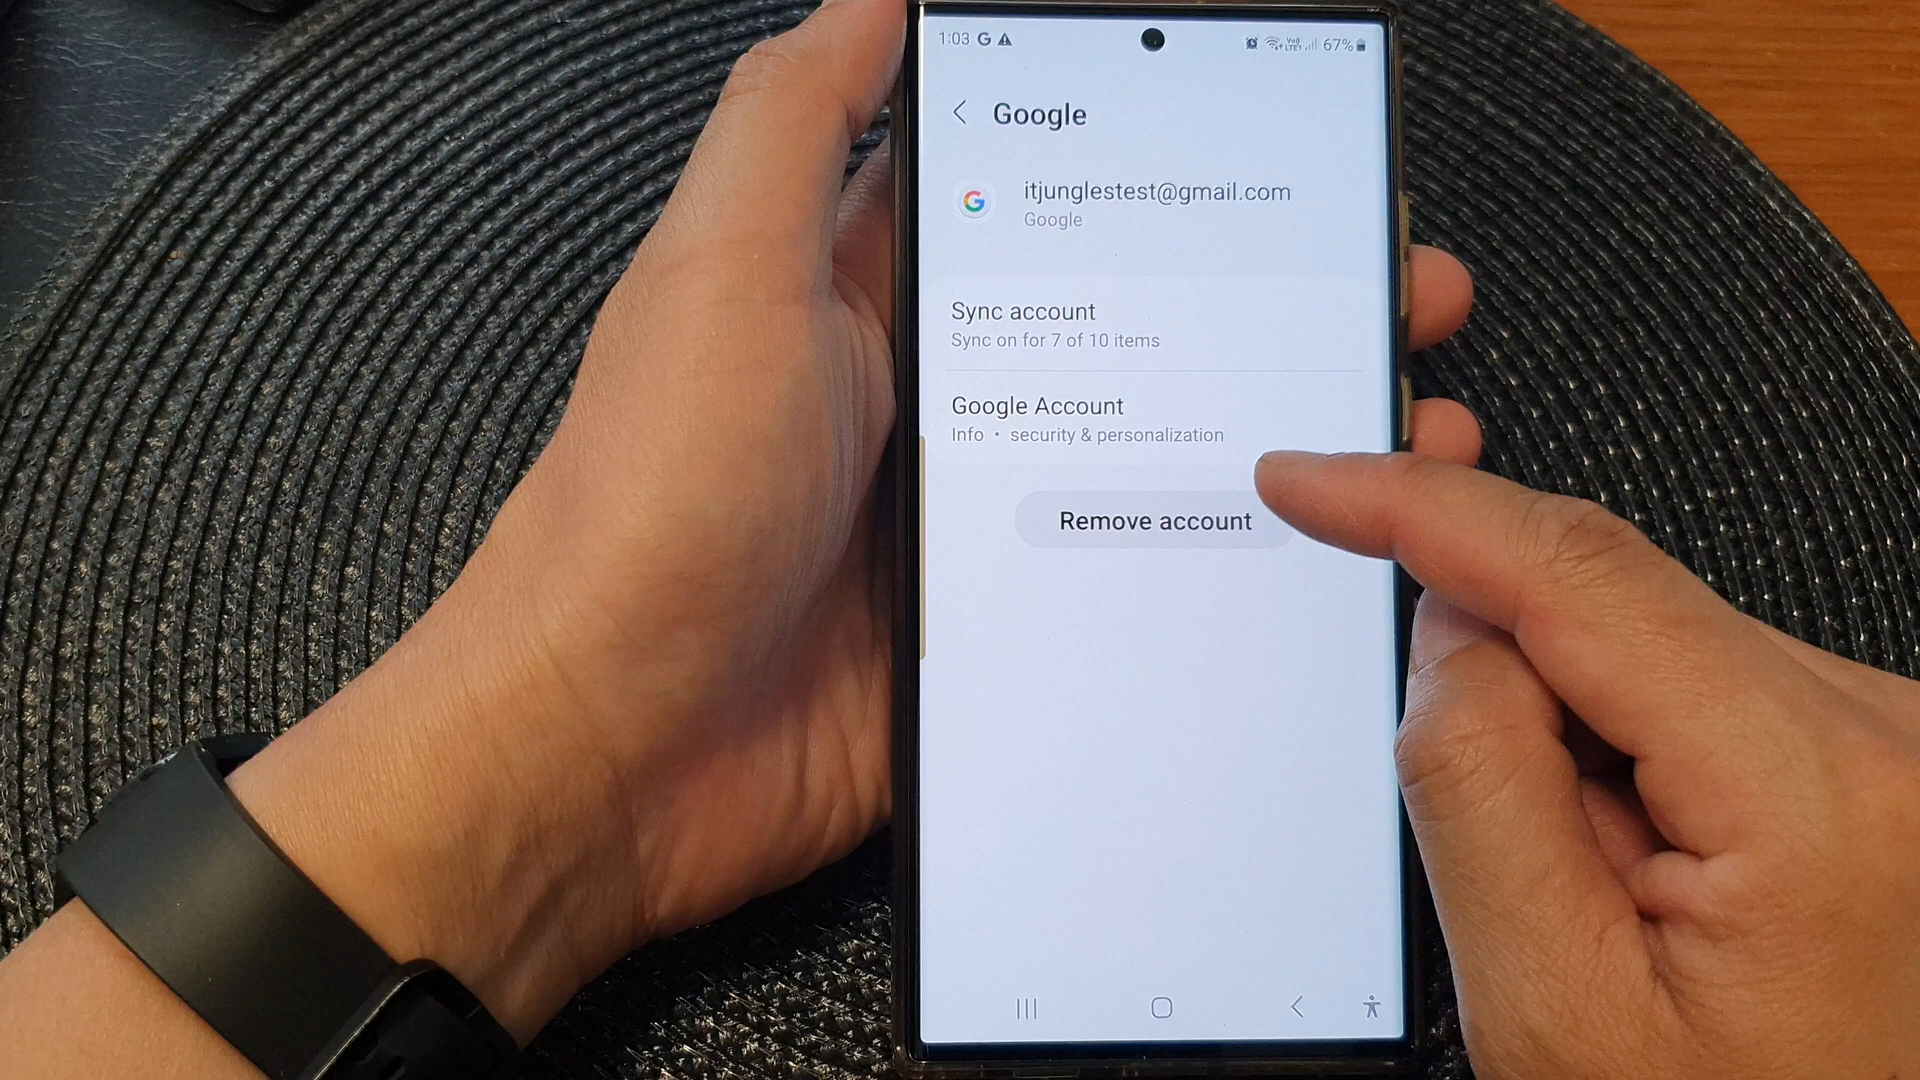 1:03 G 67%
Google
itjunglestest@gmail.com
Google
Sync account
Sync on for 7 of 10 items
Google Account
Info • security & personalization
Remove account